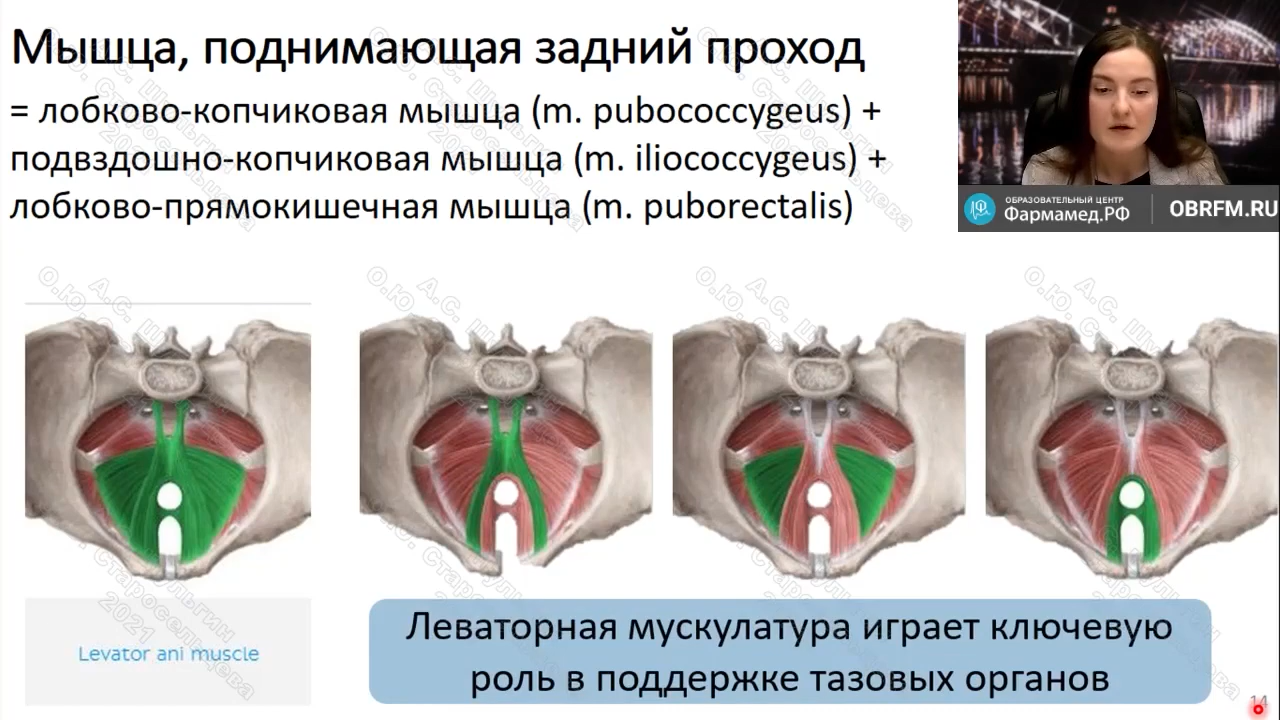 Мышца, поднимающая задний проход
= лобково-копчиковая мышца (m. pubococcygeus) +
подвздошно-копчиковая мышца (m. iliococcygeus) +
лобково-прямокишечная мышца (m. puborectalis)
ОБРАЗОВАТЕЛЬНЫЙ ЦЕНТР
Фармамед.РФ
OBRFM.RU
Levator ani muscle
Леваторная мускулатура играет ключевую
роль в поддержке тазовых органов
14